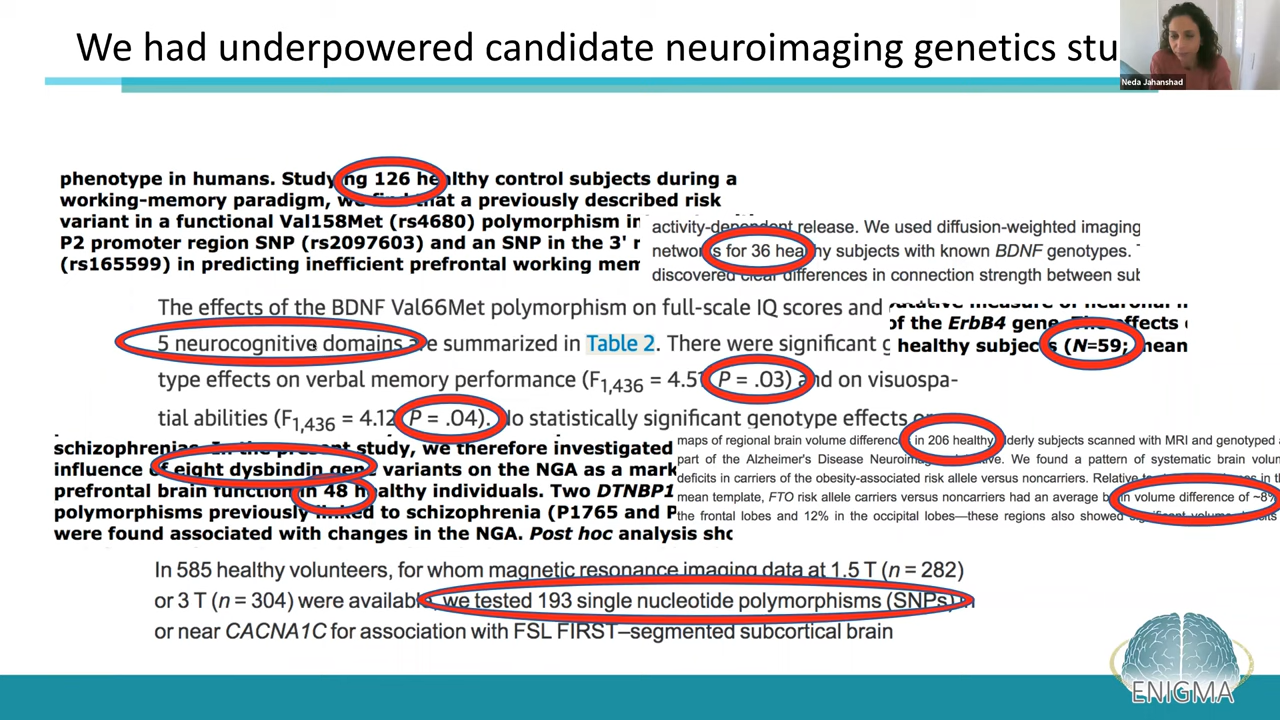 We had underpowered candidate neuroimaging genetics stu
Neda Jahanshad
phenotype in humans. Studying 126 healthy control subjects during a
working-memory paradigm, we find that a previously described risk
variant in a functional Val158Met (rs4680) polymorphism in
P2 promoter region SNP (rs2097603) and an SNP in the 3'
(rs165599) in predicting inefficient prefrontal working mem
activity-dependent release. We used diffusion-weighted imaging
networks for 36 healthy subjects with known BDNF genotypes.
discovered clear differences in connection strength between sub
The effects of the BDNF Val66Met polymorphism on full-scale IQ scores and
5 neurocognitive domains are summarized in Table 2. There were significant g
type effects on verbal memory performance (F1,436 = 4.5 P = .03) and on visuospa-
tial abilities (F1,436 = 4.12 P = .04). No statistically significant genotype effects
of the ErbB4 gene. The effects
healthy subjects (N=59; mean
schizophrenia. In the present study, we therefore investigated
influence of eight dysbindin gene variants on the NGA as a mark
prefrontal brain function in 48 healthy individuals. Two DTNBP1
polymorphisms previously linked to schizophrenia (P1765 and P
were found associated with changes in the NGA. Post hoc analysis sho
maps of regional brain volume differences in 206 healthy elderly subjects scanned with MRI and genotyped
part of the Alzheimer's Disease Neuroimaging Initiative. We found a pattern of systematic brain volu
deficits in carriers of the obesity-associated risk allele versus noncarriers. Relative to in t
mean template, FTO risk allele carriers versus noncarriers had an average brain volume difference of ~8%
the frontal lobes and 12% in the occipital lobes—these regions also showed significant volume deficits
In 585 healthy volunteers, for whom magnetic resonance imaging data at 1.5 T (n = 282)
or 3 T (n = 304) were available, we tested 193 single nucleotide polymorphisms (SNPs) in
or near CACNA1C for association with FSL FIRST–segmented subcortical brain
ENIGMA